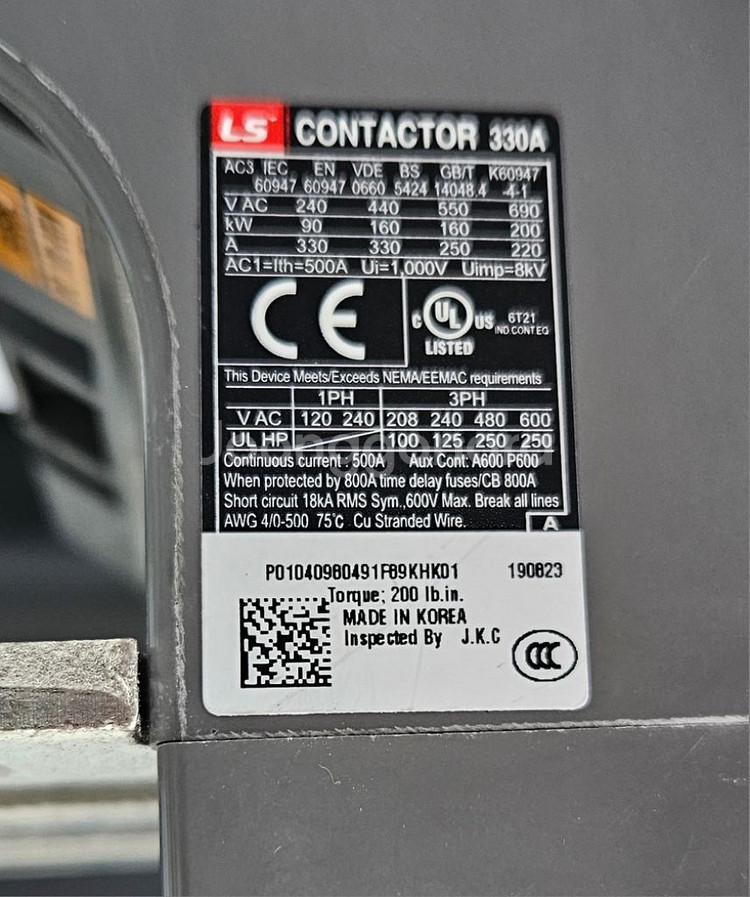 LS CONTACTOR 330A
AC3 IEC EN VDE BS GB/T K60947
60947 60947 0660 5424 14048.4 -4-1
V AC 240 440 550 690
kW 90 160 160 200
A 330 330 250 220
AC1=Ith=500A Ui=1,000V Uimp=8kV
CE C UL US LISTED 6T21 IND.CONT.EQ
This Device Meets/Exceeds NEMA/EEMAC requirements
1PH 3PH
V AC 120 240 208 240 480 600
UL HP 100 125 250 250
Continuous current : 500A Aux Cont: A600 P600
When protected by 800A time delay fuses/CB 800A
Short circuit 18kA RMS Sym.,600V Max. Break all lines
AWG 4/0-500 75℃ Cu Stranded Wire. A
P01040980491F89KHK01 190823
Torque; 200 lb.in.
MADE IN KOREA
Inspected By J.K.C
CCC